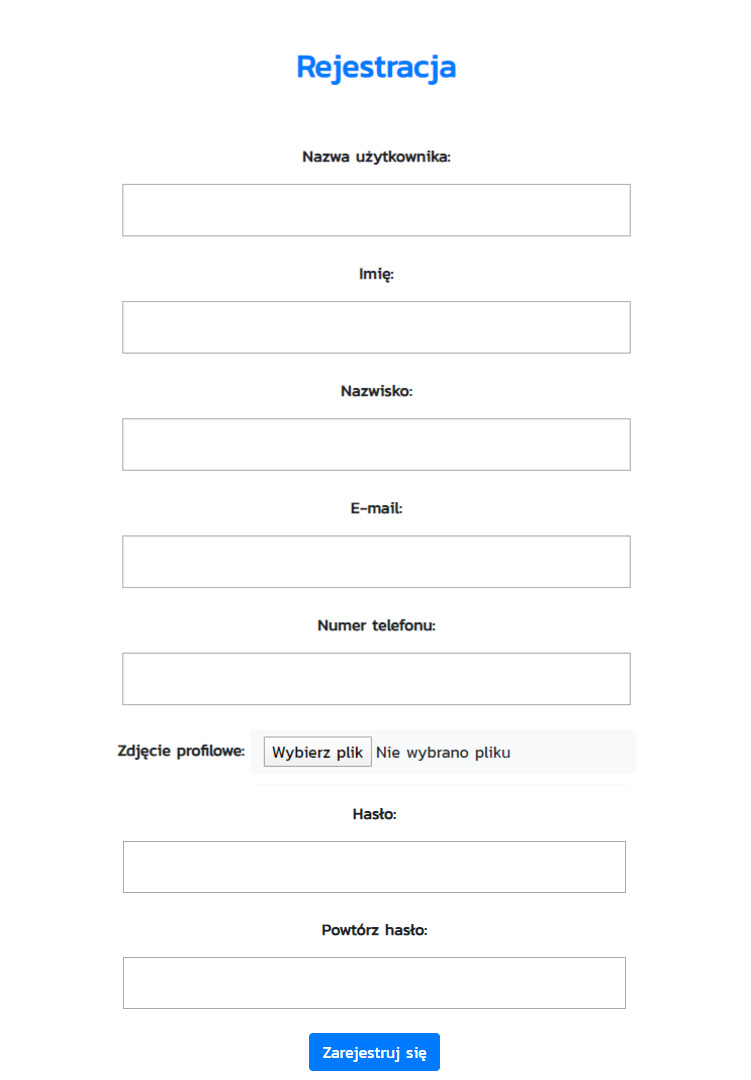 Rejestracja
Nazwa użytkownika:
Imię:
Nazwisko:
E-mail:
Numer telefonu:
Zdjęcie profilowe: Wybierz plik Nie wybrano pliku
Hasło:
Powtórz hasło:
Zarejestruj się